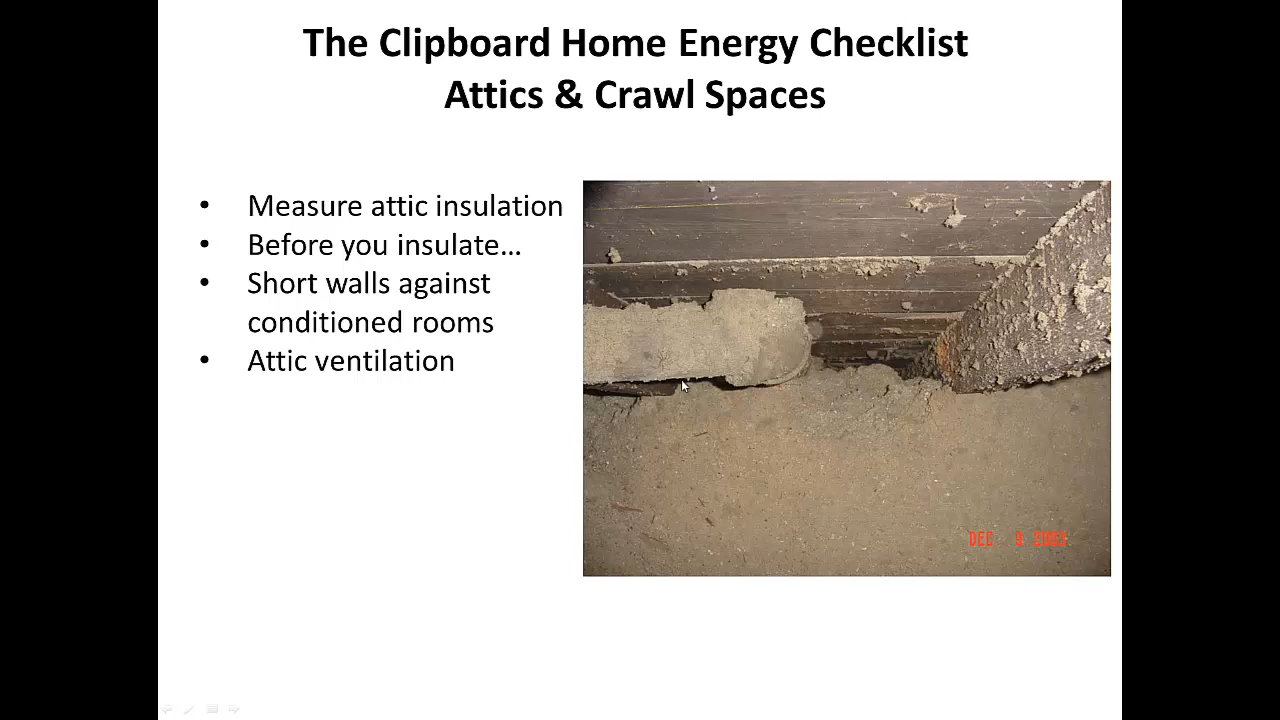 The Clipboard Home Energy Checklist
Attics & Crawl Spaces
• Measure attic insulation
• Before you insulate…
• Short walls against
conditioned rooms
• Attic ventilation
DEC 9 2003